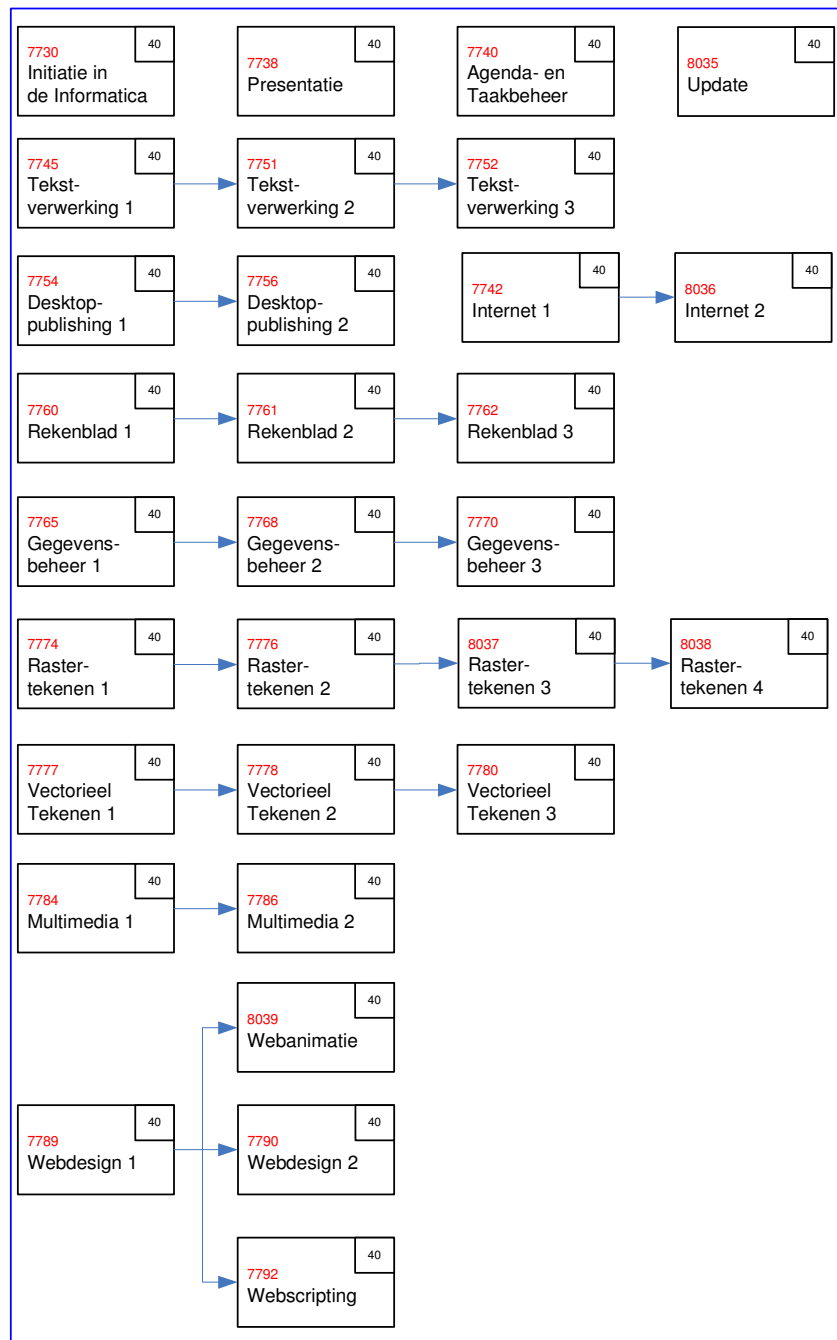 40
7730
Initiatie in
de Informatica
40
7738
Presentatie
40
7740
Agenda- en
Taakbeheer
40
8035
Update
40
7745
Tekst-
verwerking 1
40
7751
Tekst-
verwerking 2
40
7752
Tekst-
verwerking 3
40
7754
Desktop-
publishing 1
40
7756
Desktop-
publishing 2
40
7742
Internet 1
40
8036
Internet 2
40
7760
Rekenblad 1
40
7761
Rekenblad 2
40
7762
Rekenblad 3
40
7765
Gegevens-
beheer 1
40
7768
Gegevens-
beheer 2
40
7770
Gegevens-
beheer 3
40
7774
Raster-
tekenen 1
40
7776
Raster-
tekenen 2
40
8037
Raster-
tekenen 3
40
8038
Raster-
tekenen 4
40
7777
Vectorieel
Tekenen 1
40
7778
Vectorieel
Tekenen 2
40
7780
Vectorieel
Tekenen 3
40
7784
Multimedia 1
40
7786
Multimedia 2
40
8039
Webanimatie
40
7789
Webdesign 1
40
7790
Webdesign 2
40
7792
Webscripting